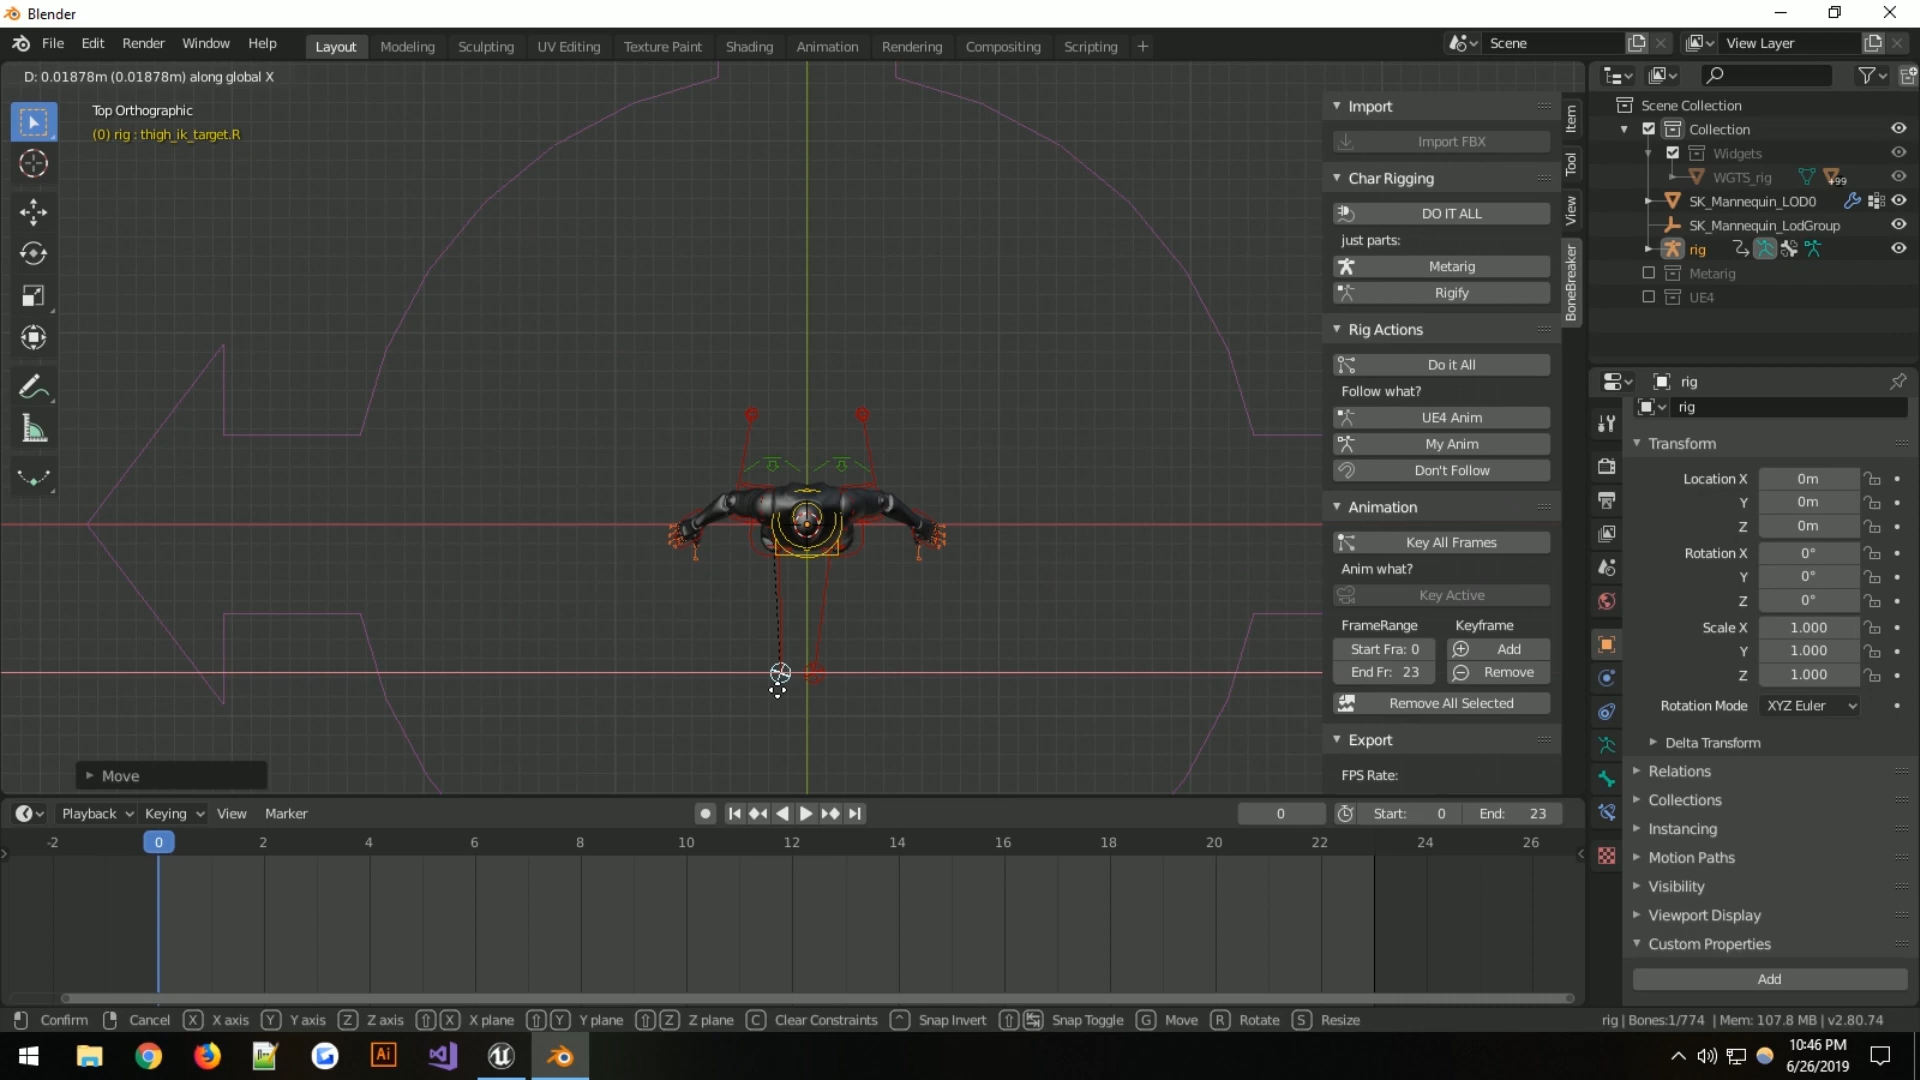 Blender
File Edit Render Window Help
Layout Modeling Sculpting UV Editing Texture Paint Shading Animation Rendering Compositing Scripting +
Scene
View Layer
D: 0.01878m (0.01878m) along global X
Top Orthographic
(0) rig : thigh_ik_target.R
Import
Import FBX
Char Rigging
DO IT ALL
just parts:
Metarig
Rigify
Rig Actions
Do it All
Follow what?
UE4 Anim
My Anim
Don't Follow
Animation
Key All Frames
Anim what?
Key Active
FrameRange Keyframe
Start Fra: 0 Add
End Fr: 23 Remove
Remove All Selected
Export
FPS Rate:
Item
Tool
View
BoneBreaker
Scene Collection
Collection
Widgets
WGTS_rig +99
SK_Mannequin_LOD0
SK_Mannequin_LodGroup
rig
Metarig
UE4
rig
rig
Transform
Location X 0m
Y 0m
Z 0m
Rotation X 0°
Y 0°
Z 0°
Scale X 1.000
Y 1.000
Z 1.000
Rotation Mode XYZ Euler
Delta Transform
Relations
Collections
Instancing
Motion Paths
Visibility
Viewport Display
Custom Properties
Add
Move
Playback Keying View Marker
0 Start: 0 End: 23
-2 0 2 4 6 8 10 12 14 16 18 20 22 24 26
Confirm Cancel X X axis Y Y axis Z Z axis X X plane Y Y plane Z Z plane C Clear Constraints Snap Invert Snap Toggle G Move R Rotate S Resize
rig | Bones:1/774 | Mem: 107.8 MB | v2.80.74
Ai
10:46 PM
6/26/2019